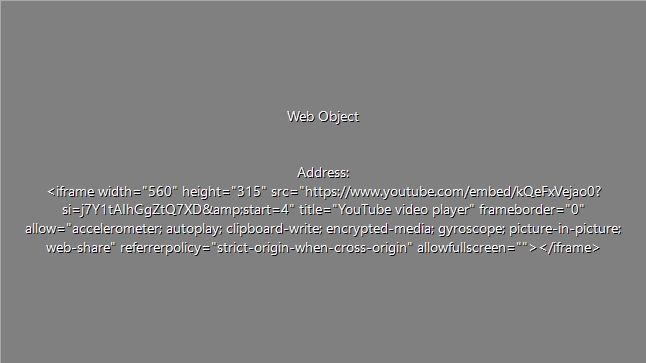 Web Object
Address:
<iframe width="560" height="315" src="https://www.youtube.com/embed/kQeFxVejao0?
si=j7Y1tAlhGgZtQ7XD&amp;start=4" title="YouTube video player" frameborder="0"
allow="accelerometer; autoplay; clipboard-write; encrypted-media; gyroscope; picture-in-picture;
web-share" referrerpolicy="strict-origin-when-cross-origin" allowfullscreen=""></iframe>